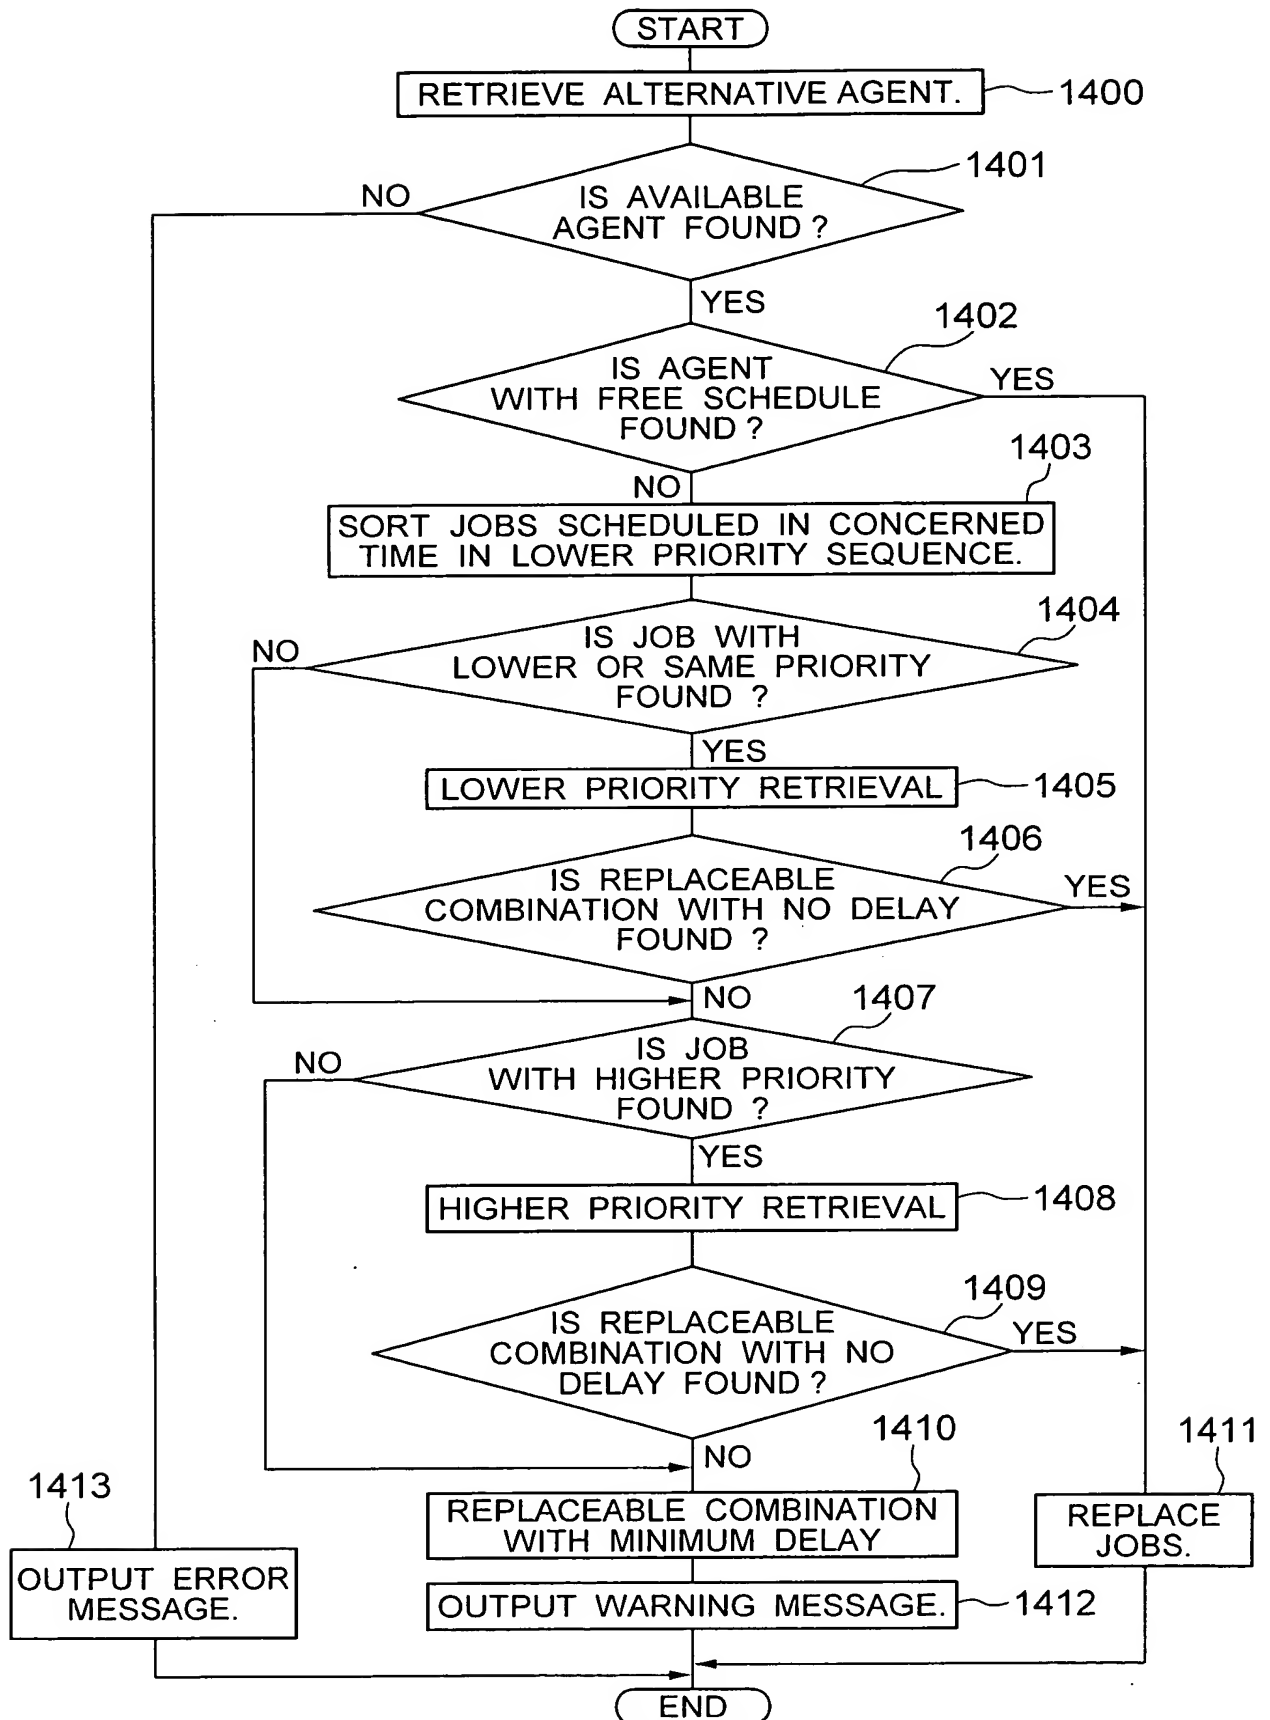 START
RETRIEVE ALTERNATIVE AGENT.
1400
1401
NO
IS AVAILABLE
AGENT FOUND ?
YES
1402
IS AGENT
WITH FREE SCHEDULE
FOUND ?
YES
1403
NO
SORT JOBS SCHEDULED IN CONCERNED
TIME IN LOWER PRIORITY SEQUENCE.
1404
NO
IS JOB WITH
LOWER OR SAME PRIORITY
FOUND ?
YES
LOWER PRIORITY RETRIEVAL
1405
1406
IS REPLACEABLE
COMBINATION WITH NO DELAY
FOUND ?
YES
NO
1407
NO
IS JOB
WITH HIGHER PRIORITY
FOUND ?
YES
HIGHER PRIORITY RETRIEVAL
1408
1409
IS REPLACEABLE
COMBINATION WITH NO
DELAY FOUND ?
YES
NO
1410
1411
1413
REPLACEABLE COMBINATION
WITH MINIMUM DELAY
REPLACE
JOBS.
OUTPUT ERROR
MESSAGE.
OUTPUT WARNING MESSAGE.
1412
END